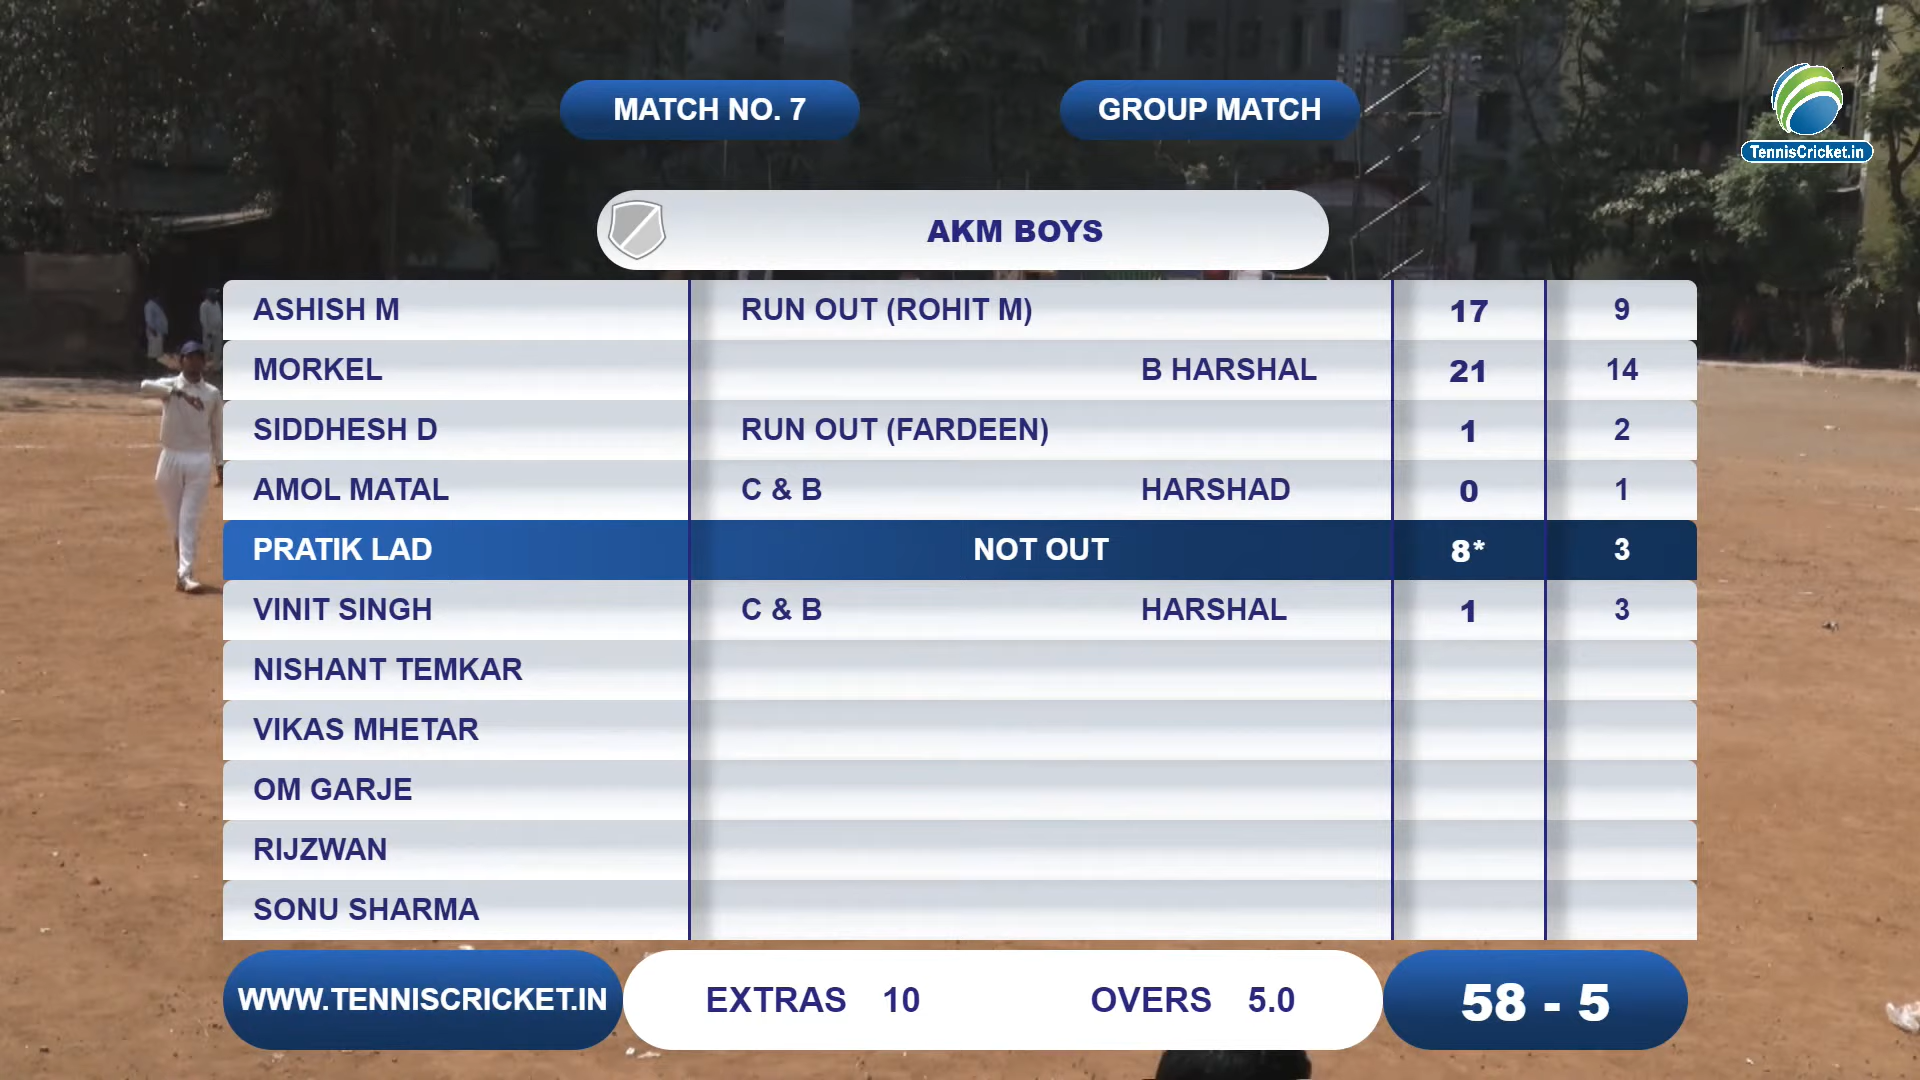 MATCH NO. 7 GROUP MATCH
TennisCricket.in
AKM BOYS
ASHISH M RUN OUT (ROHIT M) 17 9
MORKEL B HARSHAL 21 14
SIDDHESH D RUN OUT (FARDEEN) 1 2
AMOL MATAL C & B HARSHAD 0 1
PRATIK LAD NOT OUT 8* 3
VINIT SINGH C & B HARSHAL 1 3
NISHANT TEMKAR
VIKAS MHETAR
OM GARJE
RIJZWAN
SONU SHARMA
WWW.TENNISCRICKET.IN EXTRAS 10 OVERS 5.0 58 - 5